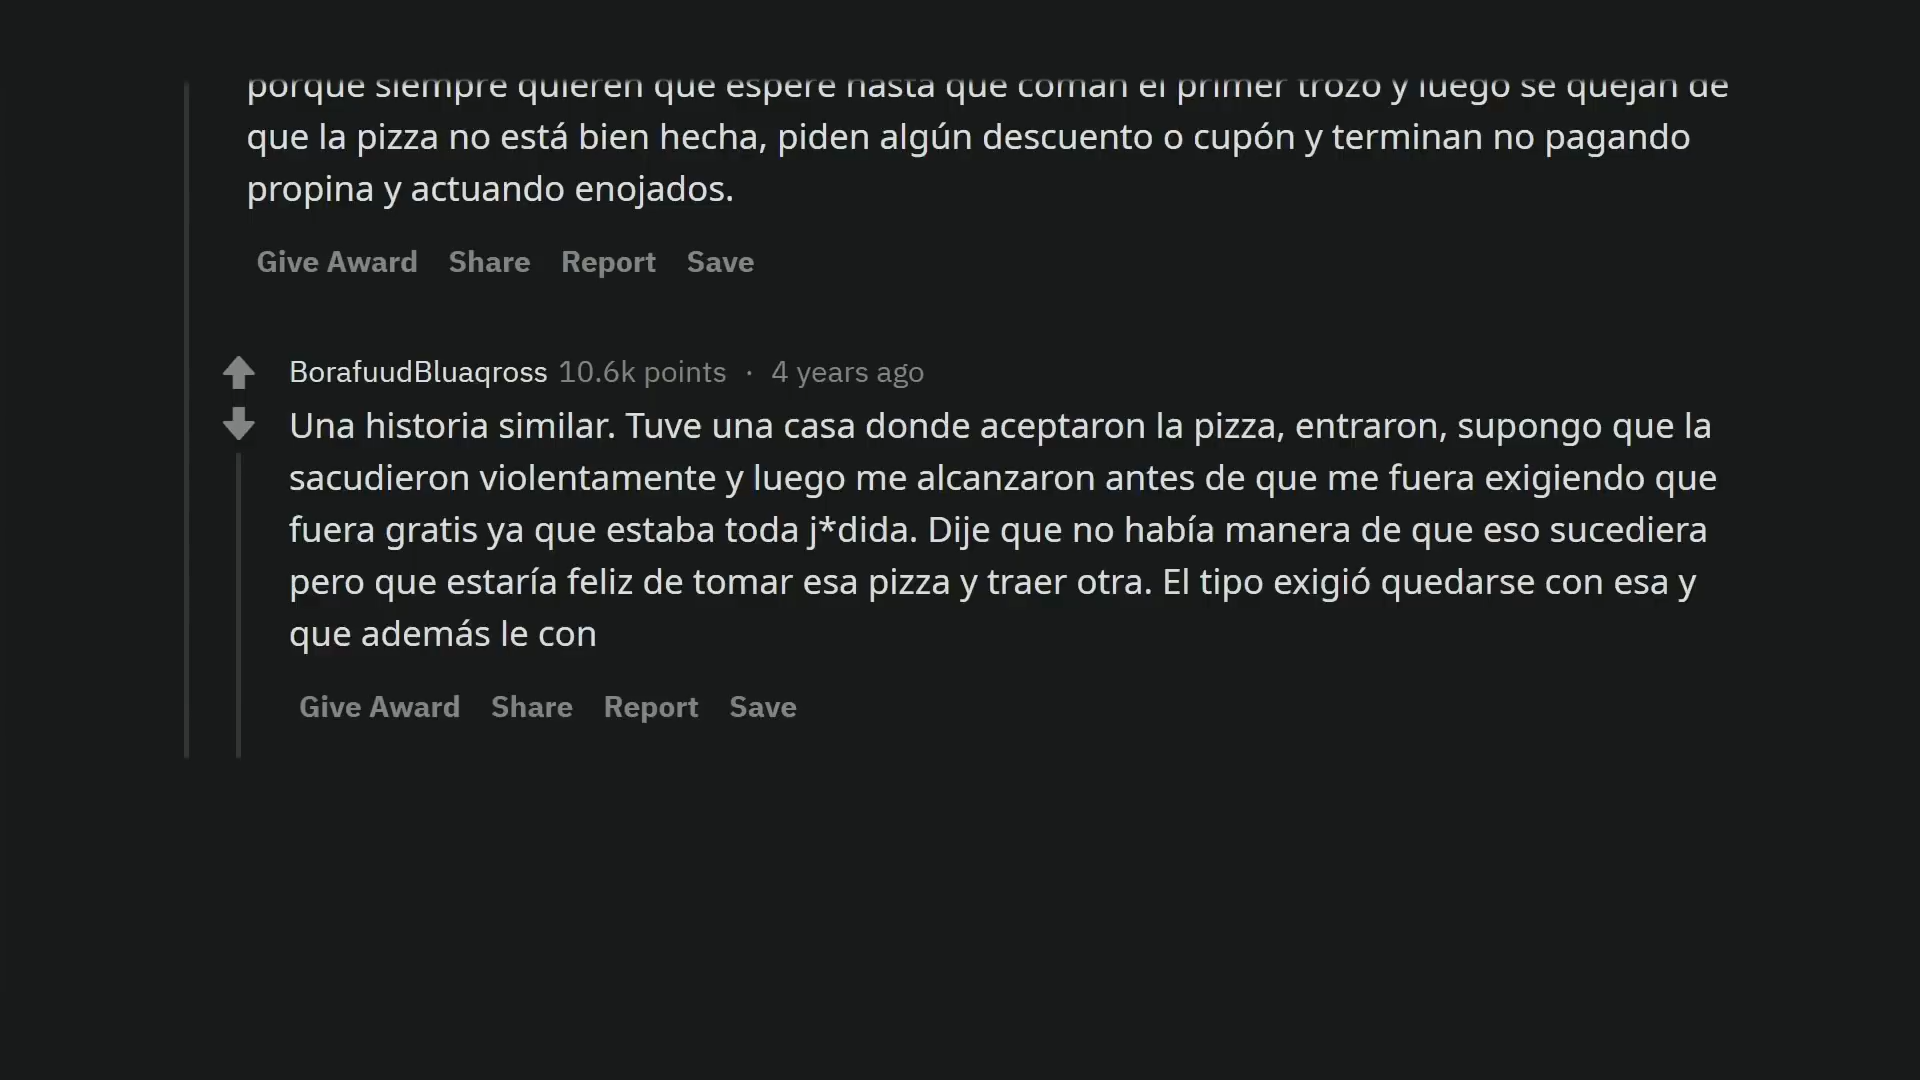 porque siempre quieren que espere hasta que coman el primer trozo y luego se quejan de
que la pizza no está bien hecha, piden algún descuento o cupón y terminan no pagando
propina y actuando enojados.
Give Award Share Report Save
BorafuudBluaqross 10.6k points · 4 years ago
Una historia similar. Tuve una casa donde aceptaron la pizza, entraron, supongo que la
sacudieron violentamente y luego me alcanzaron antes de que me fuera exigiendo que
fuera gratis ya que estaba toda j*dida. Dije que no había manera de que eso sucediera
pero que estaría feliz de tomar esa pizza y traer otra. El tipo exigió quedarse con esa y
que además le con
Give Award Share Report Save